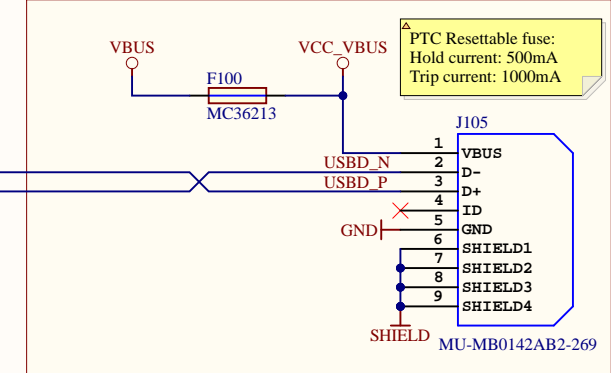 PTC Resettable fuse:
Hold current: 500mA
Trip current: 1000mA
VBUS
VCC_VBUS
F100
MC36213
J105
1 VBUS
USBD_N 2 D-
USBD_P 3 D+
4 ID
GND 5 GND
6 SHIELD1
7 SHIELD2
8 SHIELD3
9 SHIELD4
SHIELD
MU-MB0142AB2-269